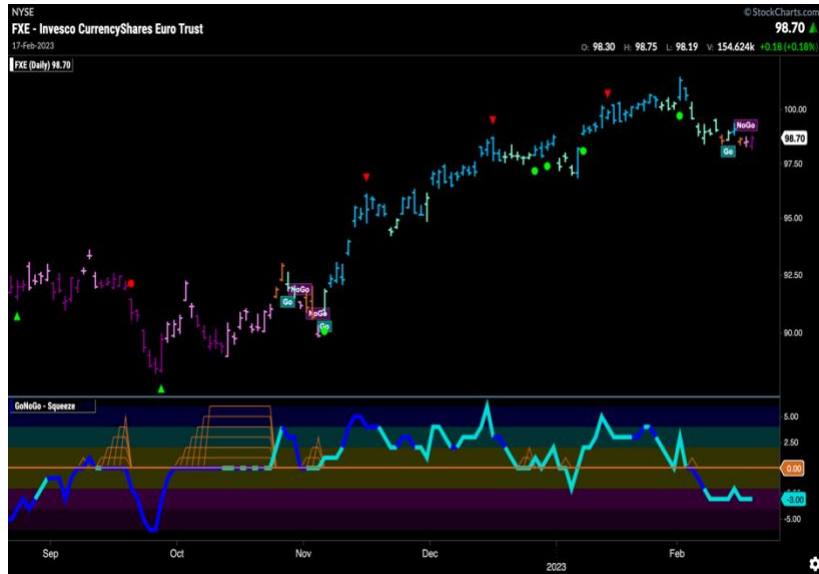 NYSE
© StockCharts.com
FXE - Invesco CurrencyShares Euro Trust
98.70
17-Feb-2023
O: 98.30 H: 98.75 L: 98.19 V: 154.624k +0.18 (+0.18%)
FXE (Daily) 98.70
100.00
NoGo
98.70
Go
97.50
95.00
92.50
NoGo
Go
NoGo
Go
90.00
GoNoGo - Squeeze
5.00
2.50
0.00
-3.00
-5.00
Sep Oct Nov Dec Feb
2023